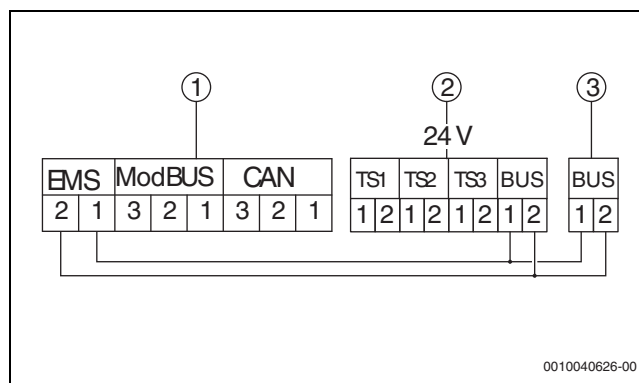 1 2 3
24 V
EMS ModBUS CAN TS1 TS2 TS3 BUS BUS
2 1 3 2 1 3 2 1 1 2 1 2 1 2 1 2 1 2
0010040626-00